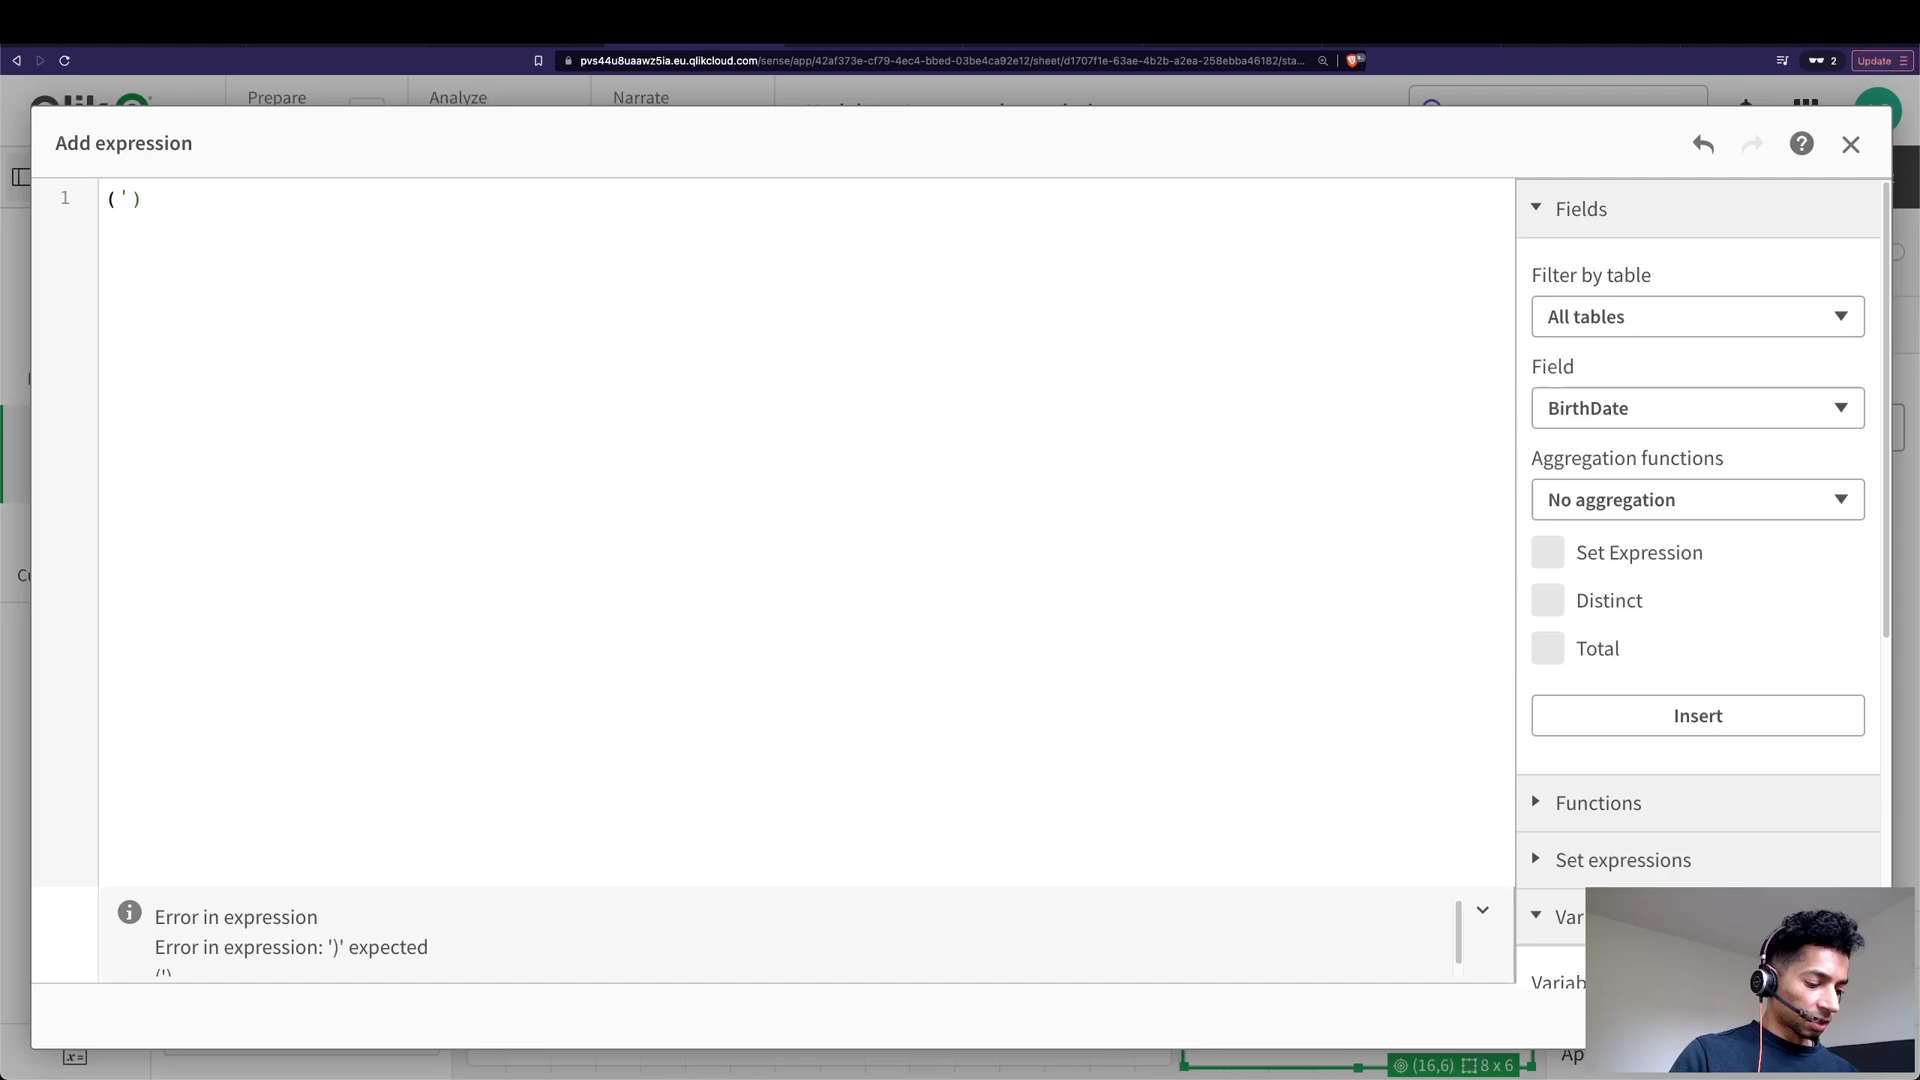 pvs44u8uaawz5ia.eu.qlikcloud.com/sense/app/42af373e-cf79-4ec4-bbed-03be4ca92e12/sheet/d1707f1e-63ae-4b2b-a2ea-258ebba46182/sta...
2
Update
Prepare
Analyze
Narrate
Add expression
1
(')
Fields
Filter by table
All tables
Field
BirthDate
Aggregation functions
No aggregation
Set Expression
Distinct
Total
Insert
Functions
Set expressions
Var
Variab
Error in expression
Error in expression: ')' expected
(')
(16,6) 8 x 6
Ap
x=
Cu